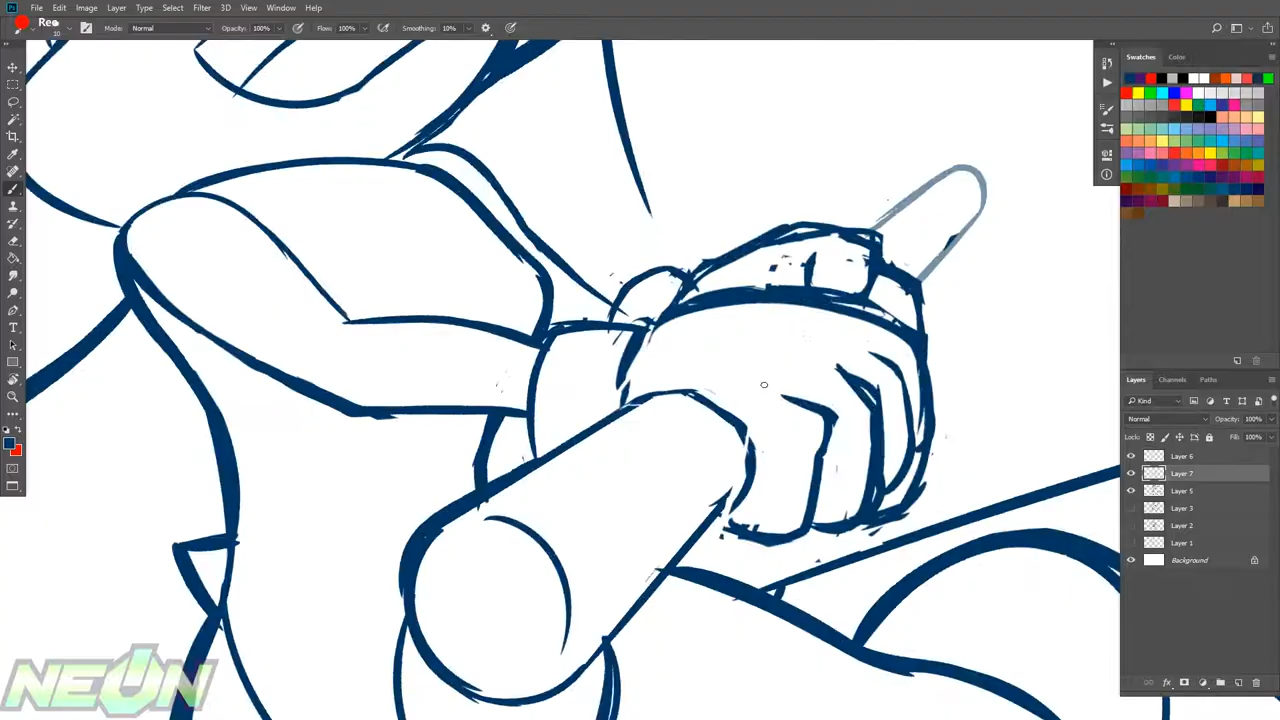 File Edit Image Layer Type Select Filter 3D View Window Help
Rec
10 Mode: Normal Opacity: 100% Flow: 100% Smoothing: 10%
Swatches Color
Layers Channels Paths
Kind
Normal Opacity: 100%
Lock: Fill: 100%
Layer 6
Layer 7
Layer 5
Layer 3
Layer 2
Layer 1
Background
NEON